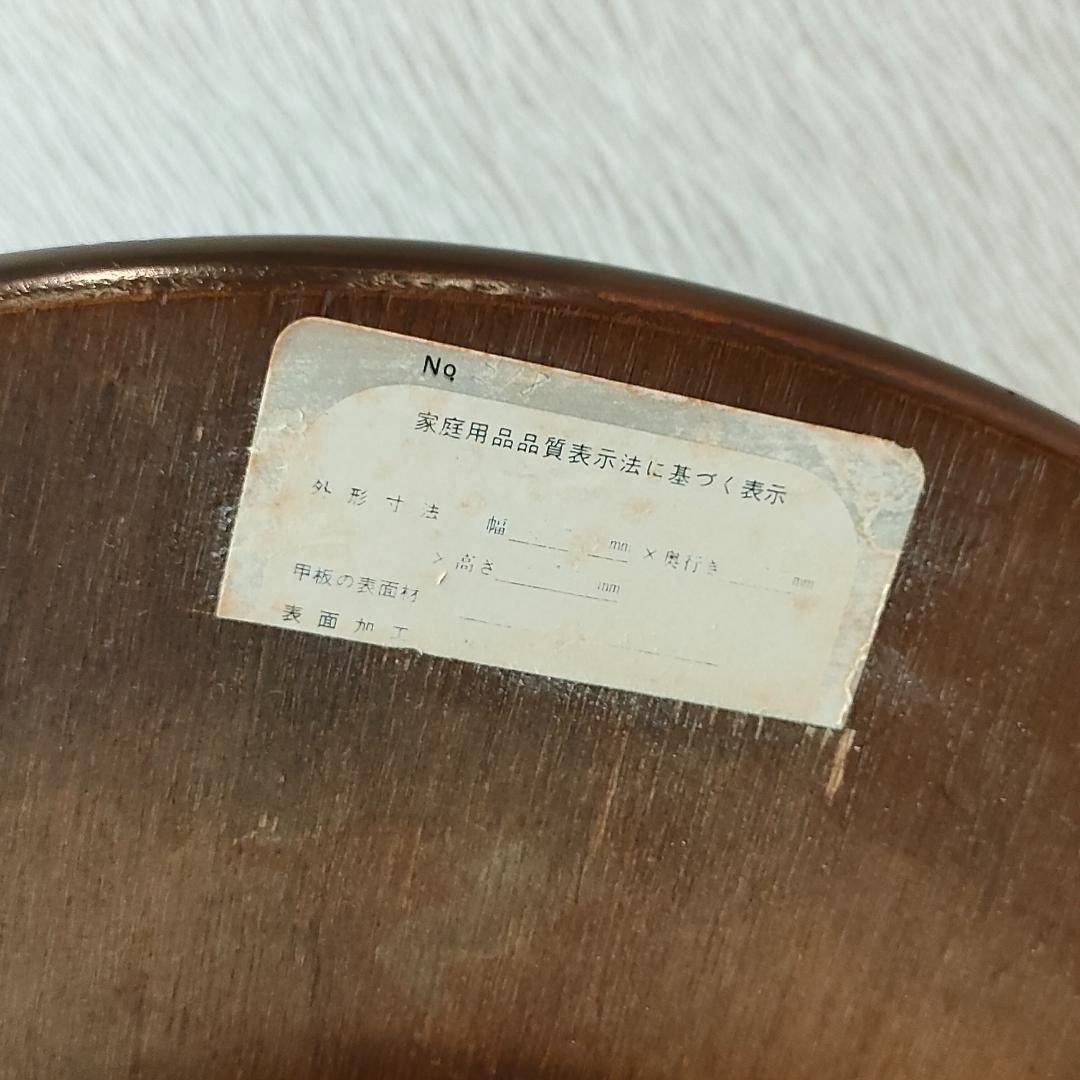 No
家庭用品品質表示法に基づく表示
外形寸法 幅 mm × 奥行き mm
× 高さ mm
甲板の表面材
表面加工